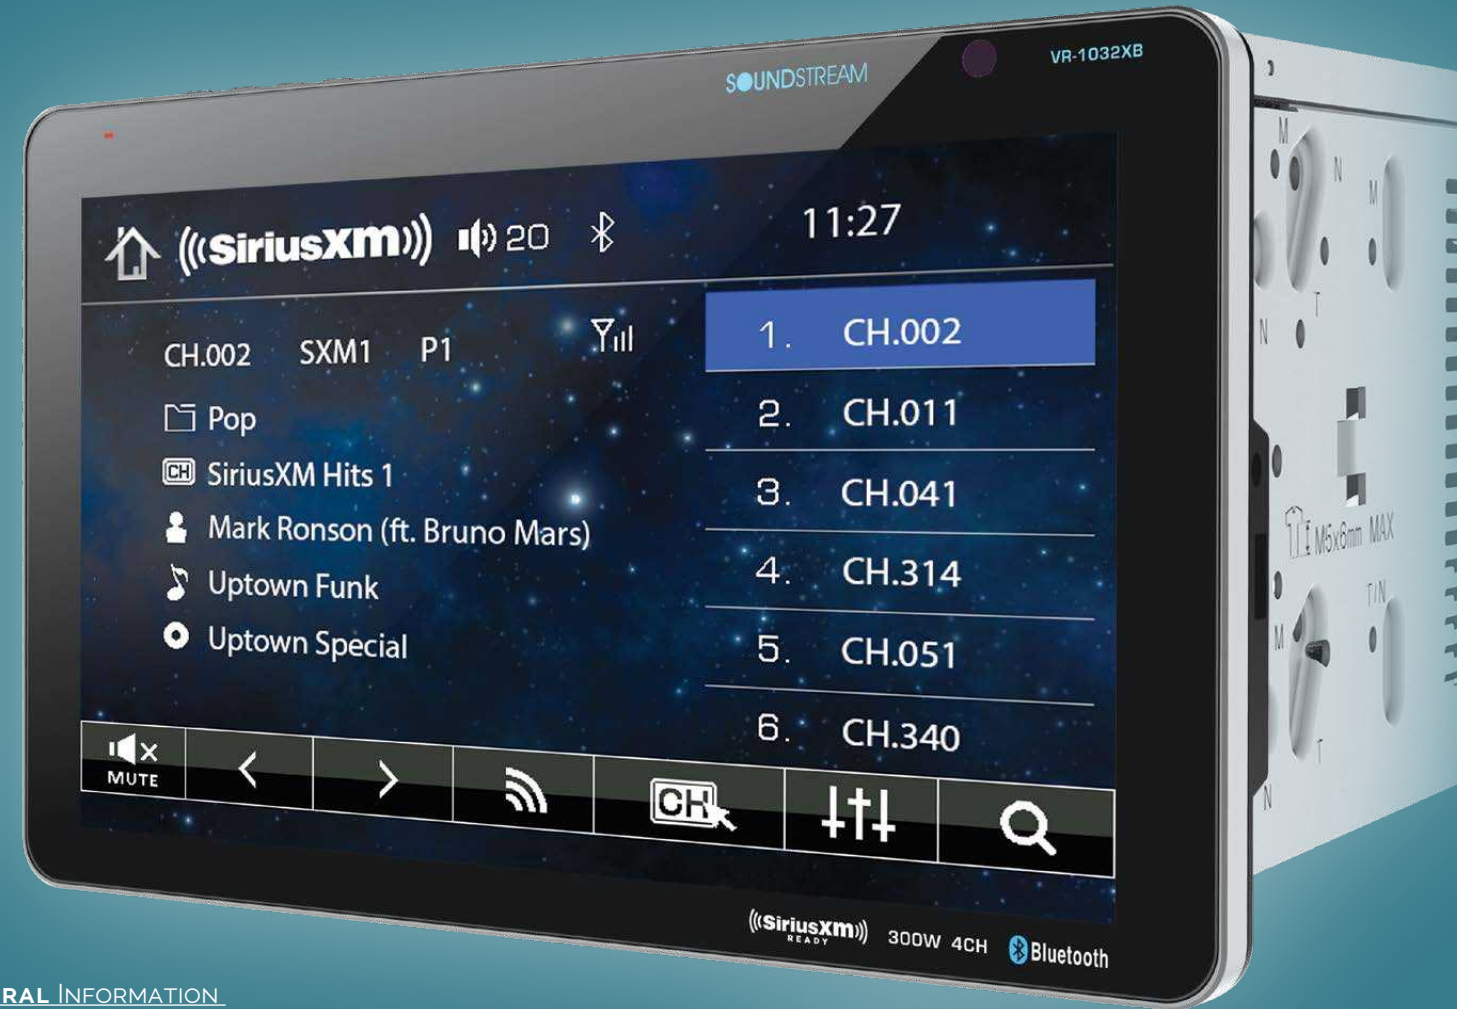 SOUNDSTREAM
VR-1032XB
((SiriusXM)) 20 11:27
CH.002 SXM1 P1
Pop
CH SiriusXM Hits 1
Mark Ronson (ft. Bruno Mars)
Uptown Funk
Uptown Special
1. CH.002
2. CH.011
3. CH.041
4. CH.314
5. CH.051
6. CH.340
MUTE
CH
((SiriusXM)) READY 300W 4CH Bluetooth
M
N
M
T
N
M5x6mm MAX
T/N
M
T
N
RAL INFORMATION